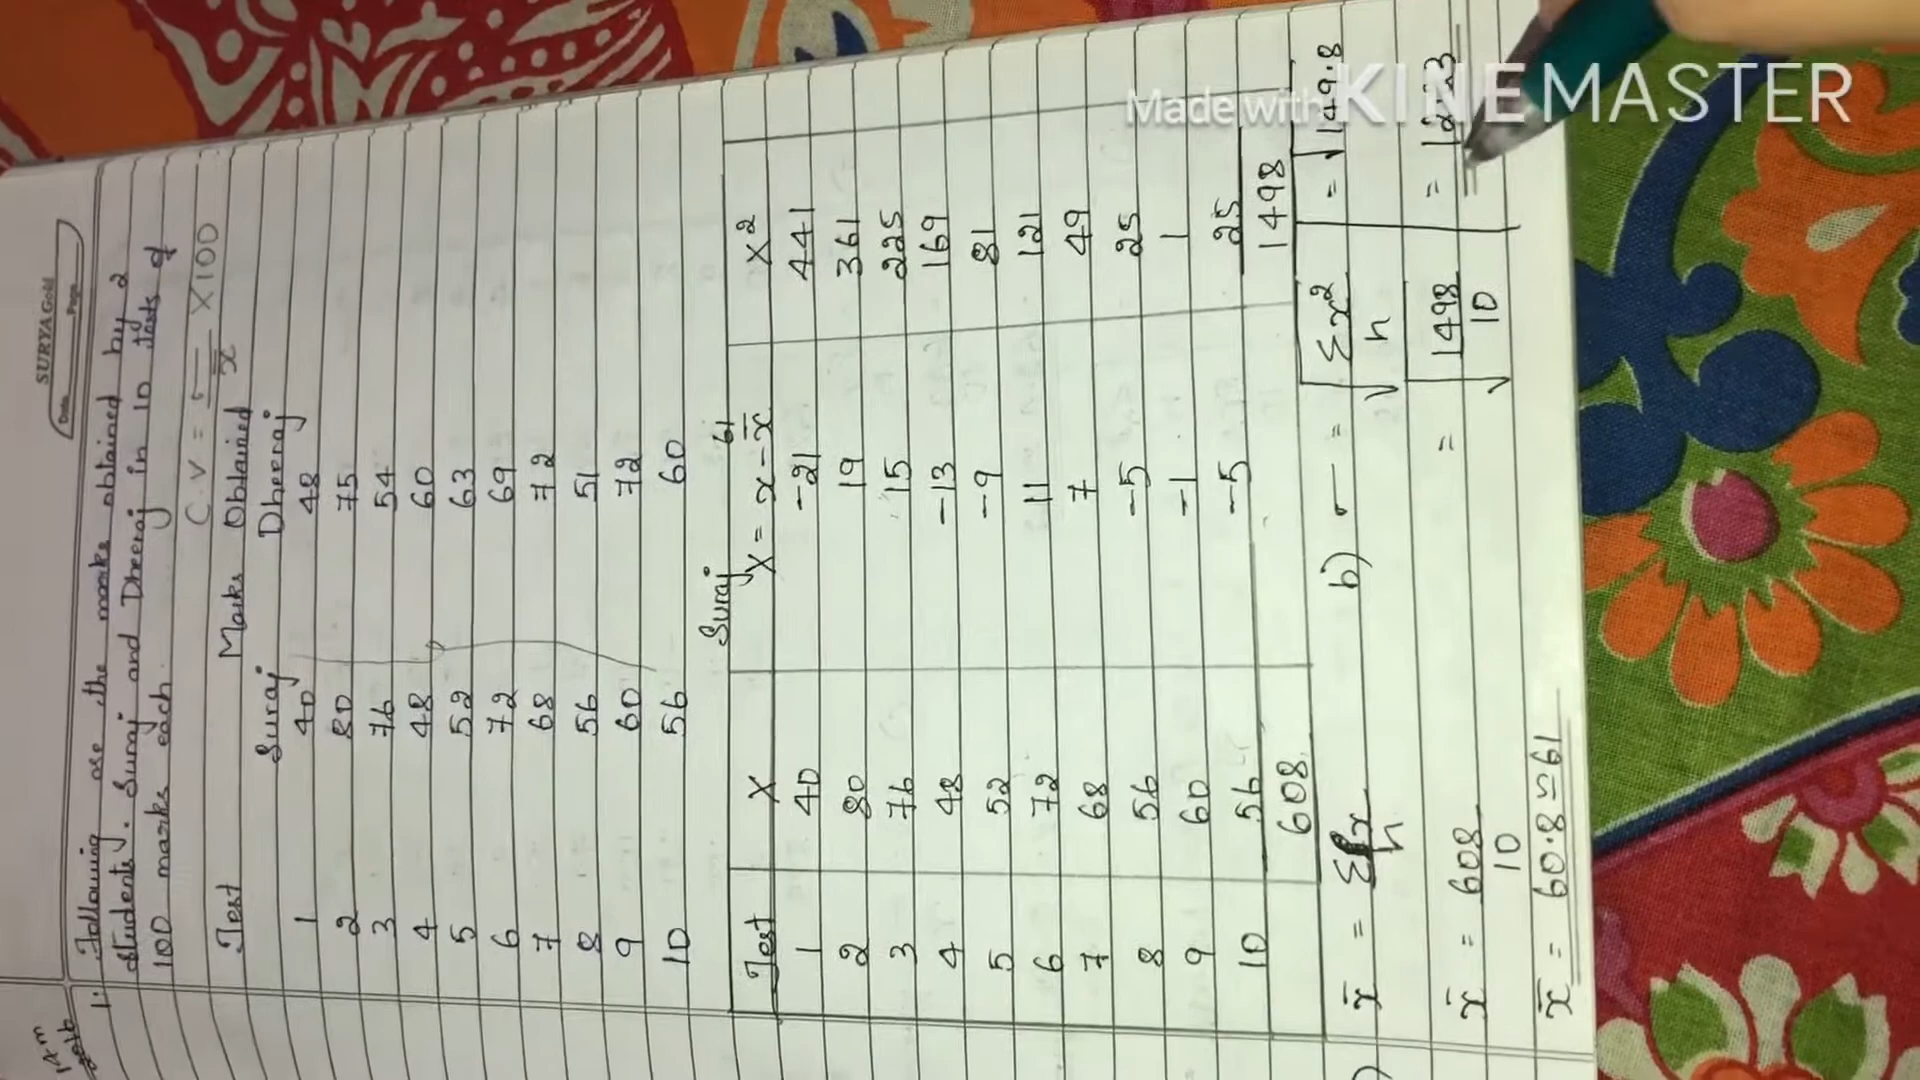 SURYA Gold
Date Page
1. Following are the marks obtained by 2
students. Suraj and Dheeraj in 10 tests of
100 marks each.
C.V = σ/x̄ X100
Test Marks Obtained
Suraj Dheeraj
1 40 48
2 80 75
3 76 54
4 48 60
5 52 63
6 72 69
7 68 72
8 56 51
9 60 72
10 56 60
Suraj
Test X X = x - x̄ 61 X²
1 40 -21 441
2 80 19 361
3 76 15 225
4 48 -13 169
5 52 -9 81
6 72 11 121
7 68 7 49
8 56 -5 25
9 60 -1 1
10 56 -5 25
608 1498
x̄ = Σx/n b) σ = √Σx²/n = √149.8
x̄ = 608/10 = √1498/10 = 12.23
x̄ = 60.8 ≃ 61
Made with KINEMASTER